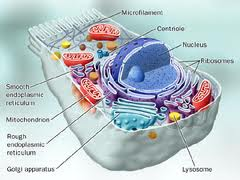 Microfilament
Centriole
Nucleus
Ribosomes
Smooth
endoplasmic
reticulum
Mitochondrion
Rough
endoplasmic
reticulum
Golgi apparatus
Lysosome